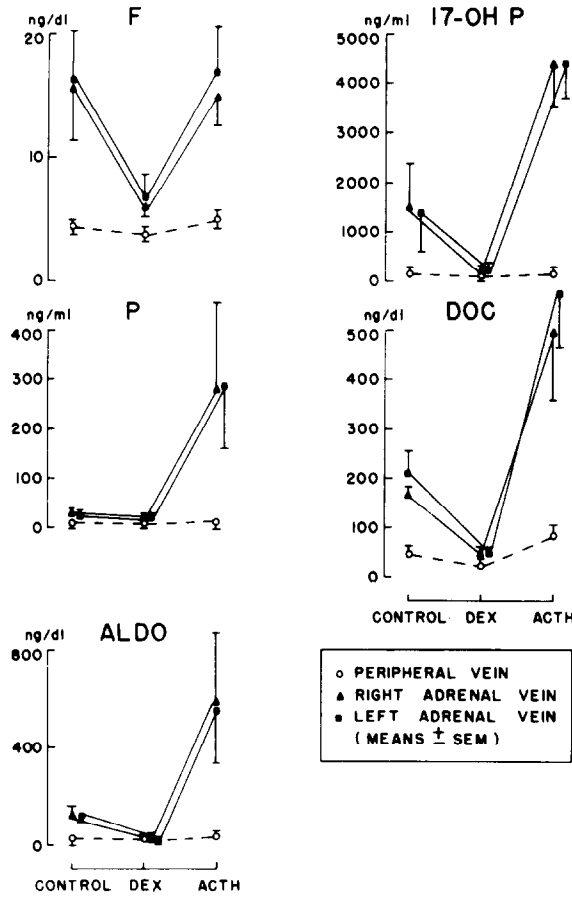 F
ng/dl
20
10
0
17-OH P
ng/ml
5000
4000
3000
2000
1000
0
P
ng/ml
400
300
200
100
0
DOC
ng/dl
500
400
300
200
100
0
CONTROL DEX ACTH
ALDO
ng/dl
800
400
0
CONTROL DEX ACTH
○ PERIPHERAL VEIN
▲ RIGHT ADRENAL VEIN
■ LEFT ADRENAL VEIN
(MEANS ± SEM)